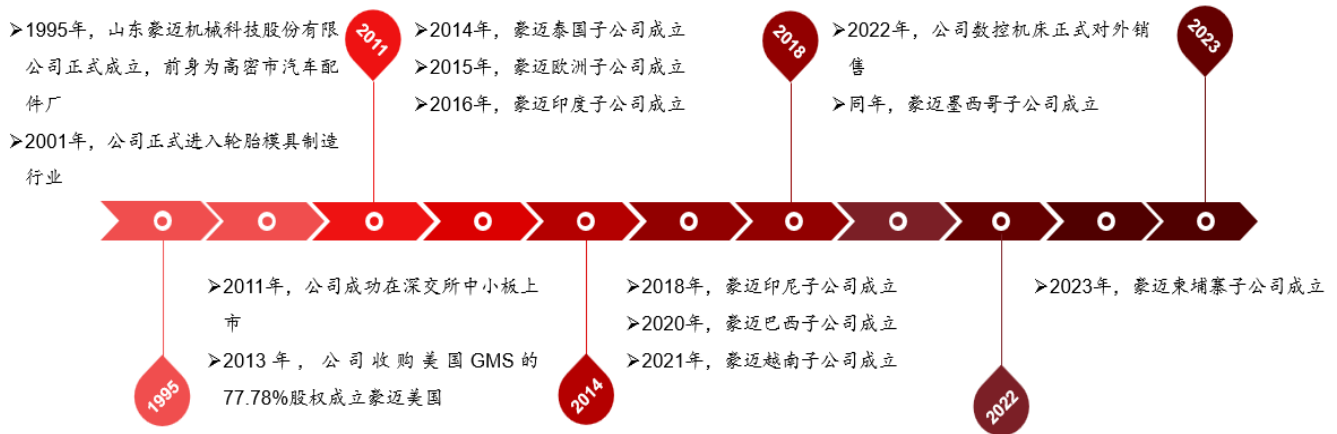 ➢1995年，山东豪迈机械科技股份有限
公司正式成立，前身为高密市汽车配
件厂
➢2001年，公司正式进入轮胎模具制造
行业
2011
➢2014年，豪迈泰国子公司成立
➢2015年，豪迈欧洲子公司成立
➢2016年，豪迈印度子公司成立
2018
➢2022年，公司数控机床正式对外销
售
➢同年，豪迈墨西哥子公司成立
2023
1995
➢2011年，公司成功在深交所中小板上
市
➢2013年，公司收购美国GMS的
77.78%股权成立豪迈美国
2014
➢2018年，豪迈印尼子公司成立
➢2020年，豪迈巴西子公司成立
➢2021年，豪迈越南子公司成立
2022
➢2023年，豪迈柬埔寨子公司成立